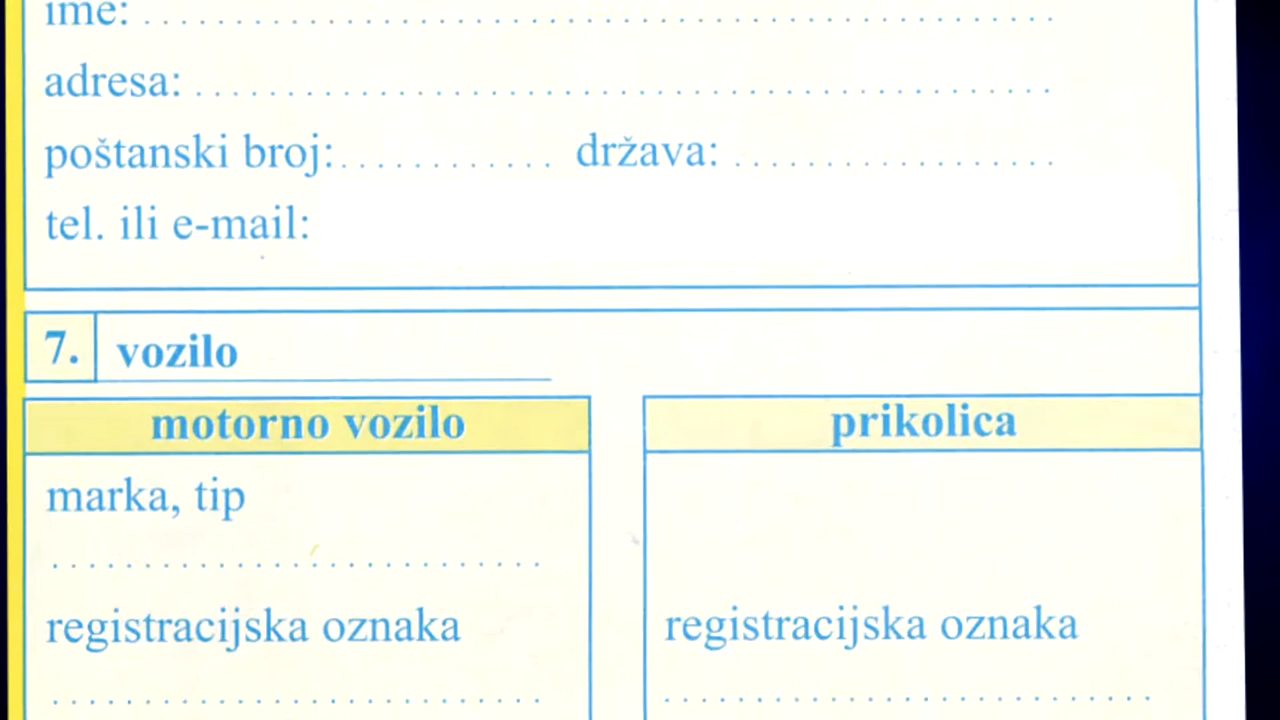 ime:
adresa:
poštanski broj: država:
tel. ili e-mail:
7. vozilo
motorno vozilo
marka, tip
registracijska oznaka
prikolica
registracijska oznaka